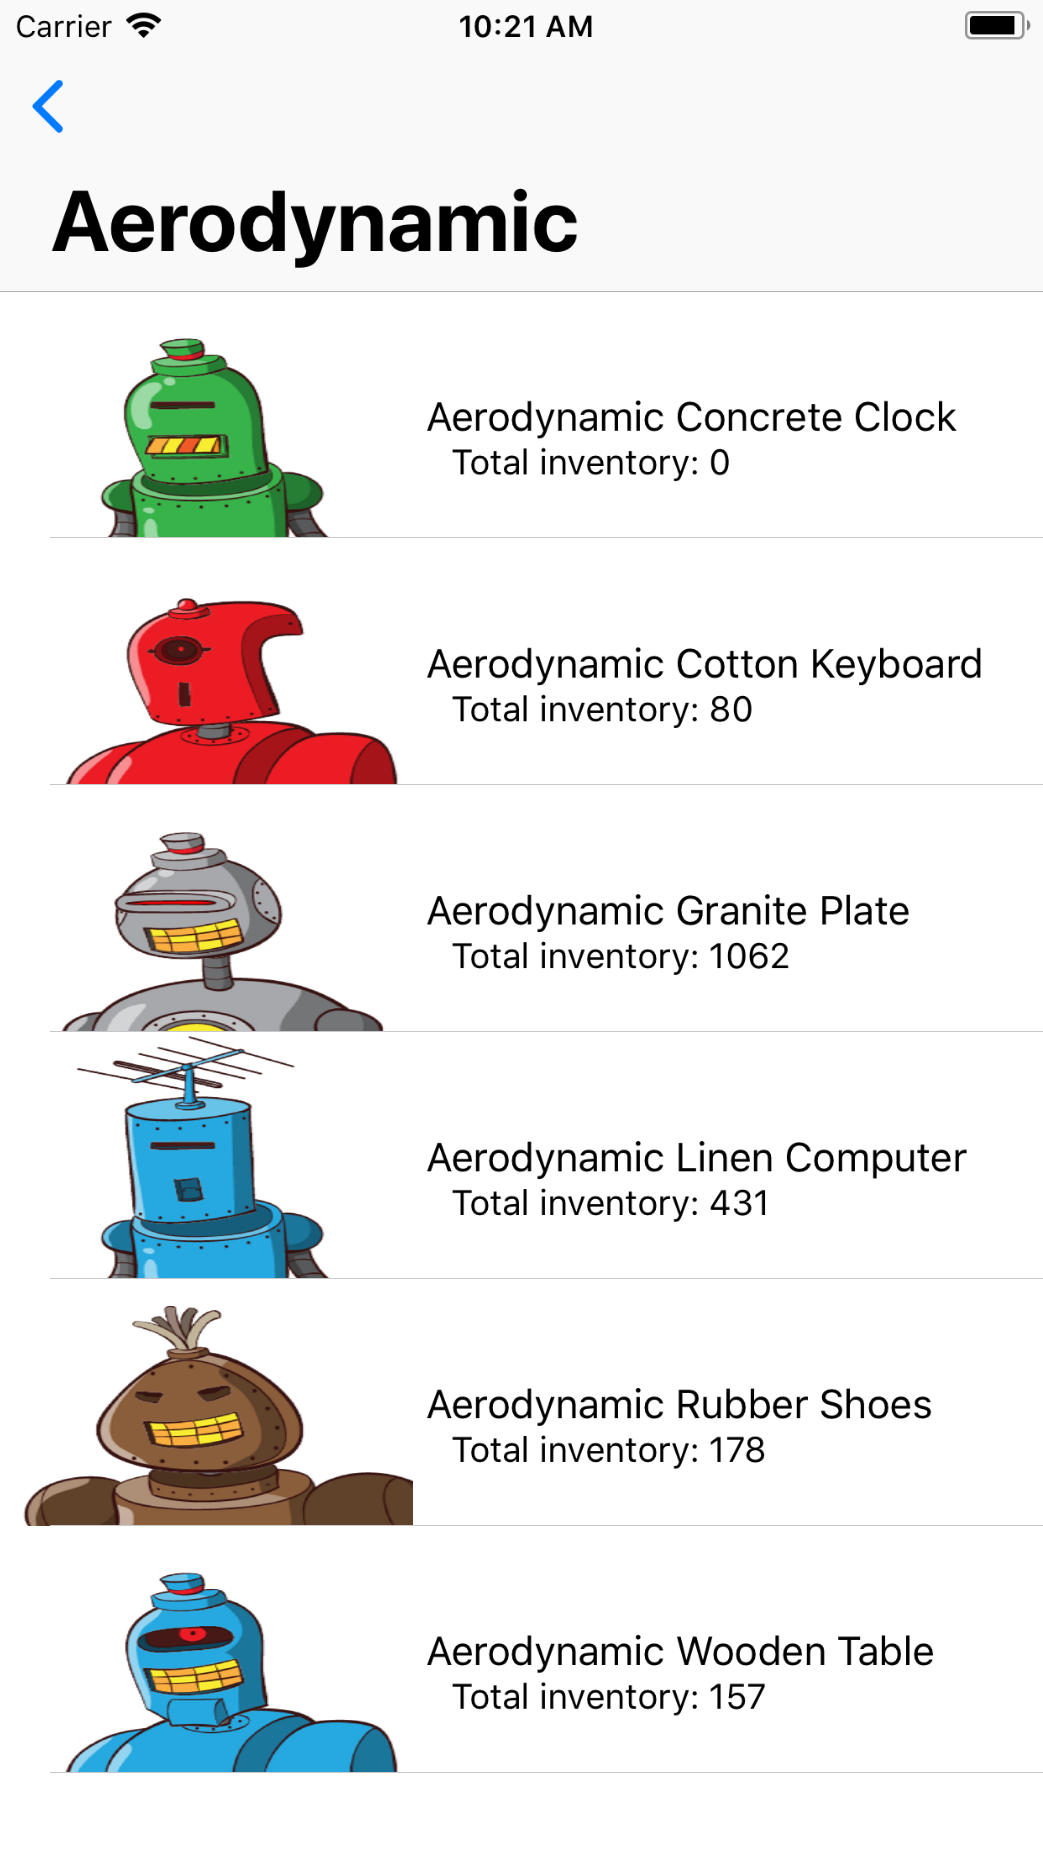 Carrier 10:21 AM
Aerodynamic
Aerodynamic Concrete Clock
Total inventory: 0
Aerodynamic Cotton Keyboard
Total inventory: 80
Aerodynamic Granite Plate
Total inventory: 1062
Aerodynamic Linen Computer
Total inventory: 431
Aerodynamic Rubber Shoes
Total inventory: 178
Aerodynamic Wooden Table
Total inventory: 157